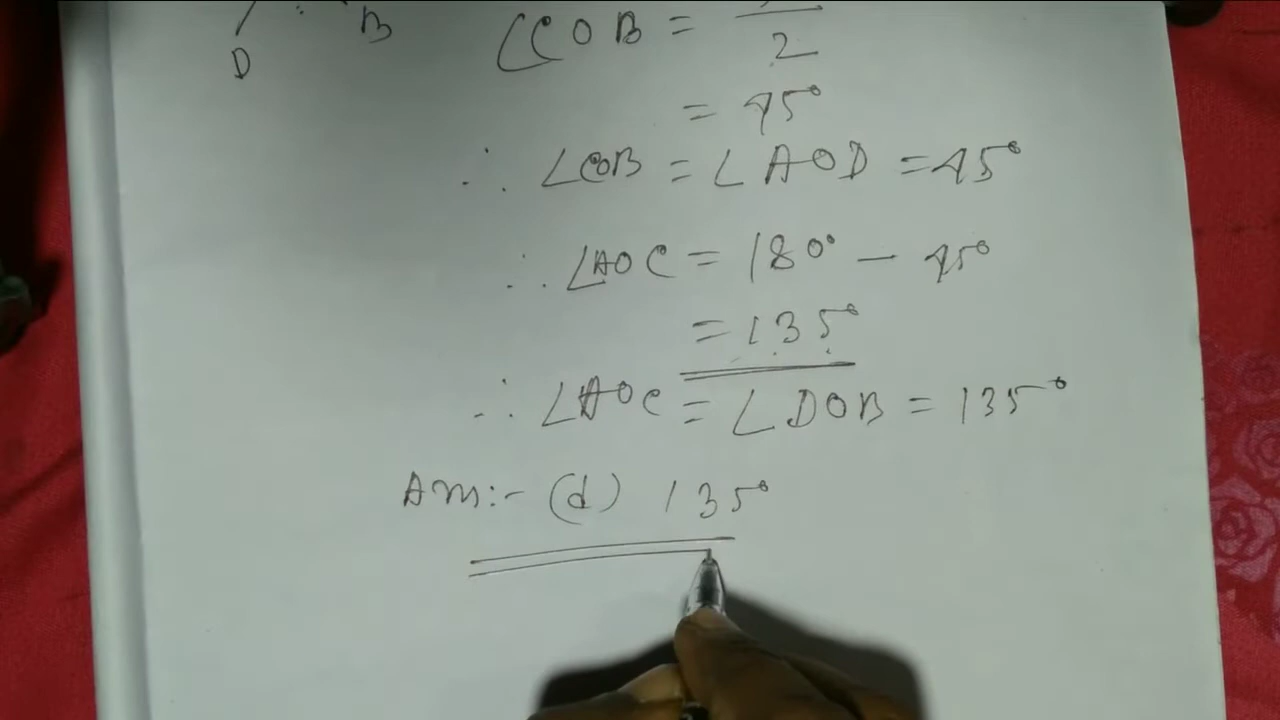 B ∠COB =
D 2
= 45°
∴ ∠COB = ∠AOD = 45°
∴ ∠AOC = 180° – 45°
= 135°
∴ ∠AOC = ∠DOB = 135°
Ans:- (d) 135°